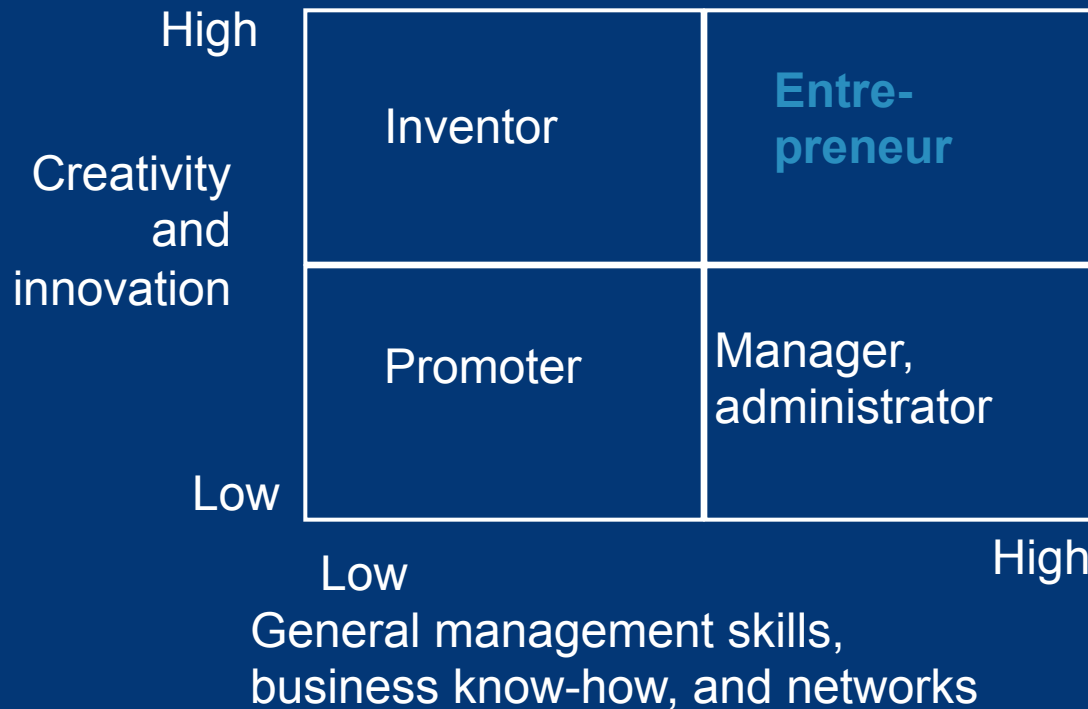 High
Inventor
Entre-
preneur
Creativity
and
innovation
Promoter
Manager,
administrator
Low
Low
High
General management skills,
business know-how, and networks